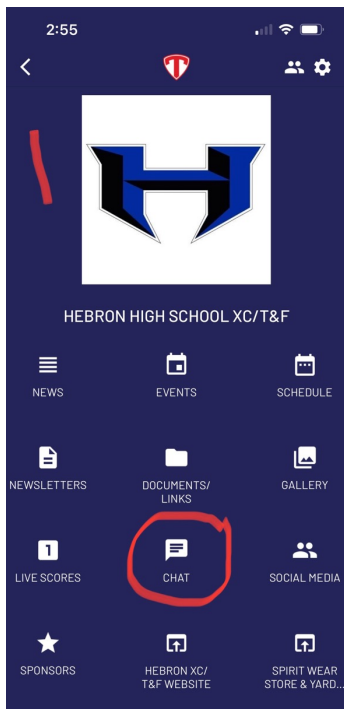 2:55
HEBRON HIGH SCHOOL XC/T&F
NEWS
EVENTS
SCHEDULE
NEWSLETTERS
DOCUMENTS/
LINKS
GALLERY
1
LIVE SCORES
CHAT
SOCIAL MEDIA
SPONSORS
HEBRON XC/
T&F WEBSITE
SPIRIT WEAR
STORE & YARD...